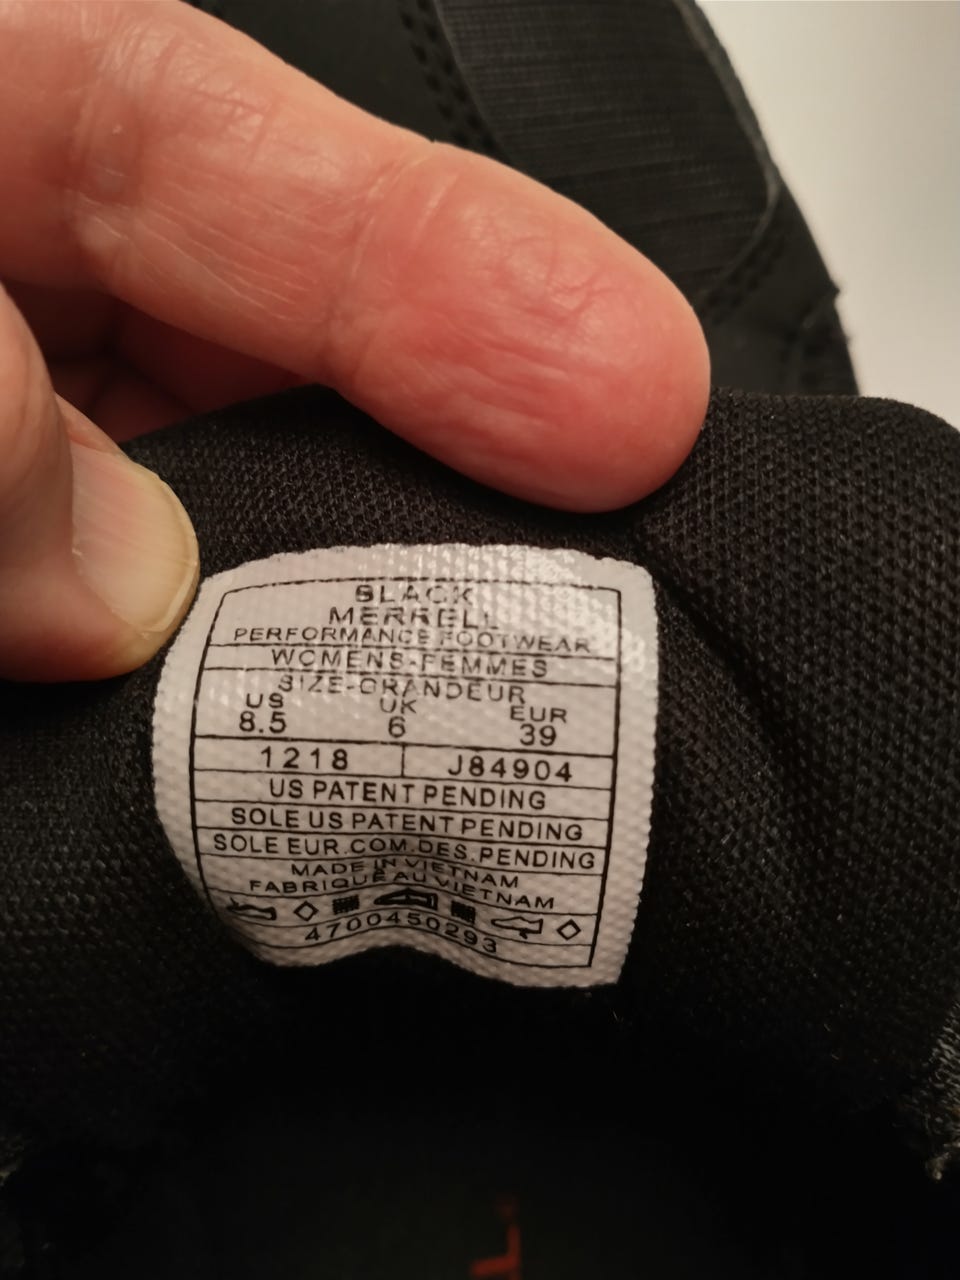 BLACK
MERRELL
PERFORMANCE FOOTWEAR
WOMENS-FEMMES
SIZE-GRANDEUR
US UK EUR
8.5 6 39
1218 J84904
US PATENT PENDING
SOLE US PATENT PENDING
SOLE EUR.COM.DES.PENDING
MADE IN VIETNAM
FABRIQUE AU VIETNAM
4700450293
L